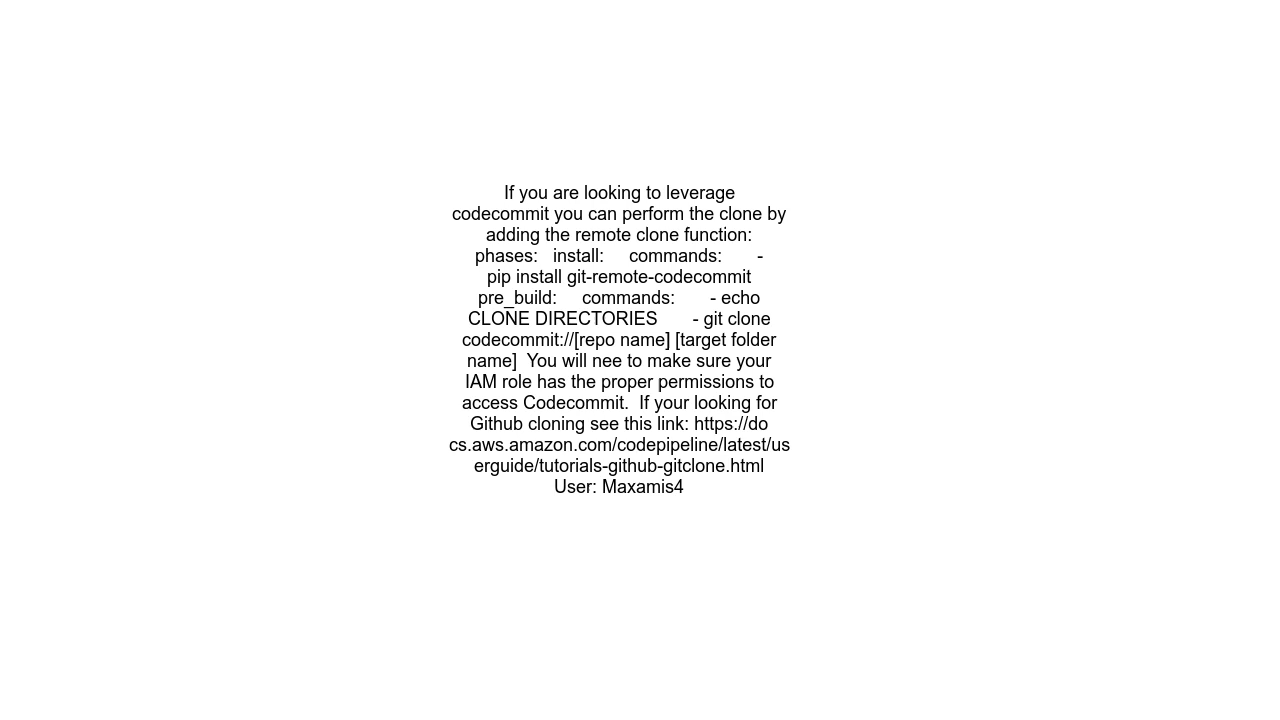 If you are looking to leverage
codecommit you can perform the clone by
adding the remote clone function:
phases:   install:     commands:       -
pip install git-remote-codecommit
pre_build:     commands:       - echo
CLONE DIRECTORIES       - git clone
codecommit://[repo name] [target folder
name]  You will nee to make sure your
IAM role has the proper permissions to
access Codecommit.  If your looking for
Github cloning see this link: https://do
cs.aws.amazon.com/codepipeline/latest/us
erguide/tutorials-github-gitclone.html
User: Maxamis4